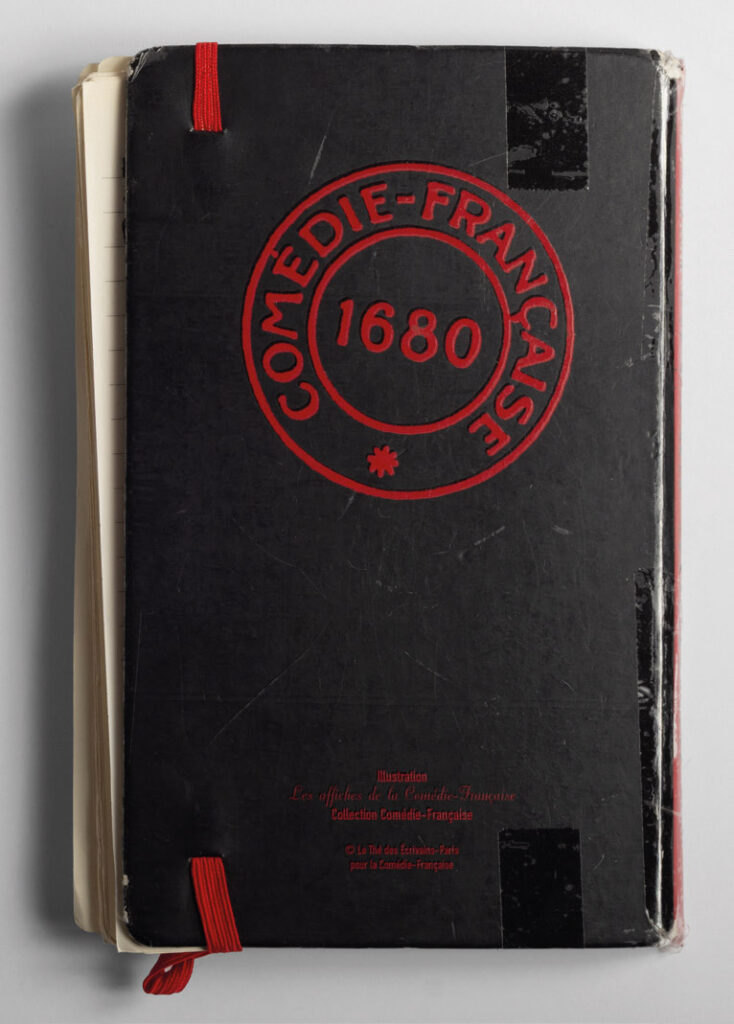 COMÉDIE-FRANÇAISE
1680
Illustration
Les affiches de la Comédie-Française
Collection Comédie-Française
© Le Thé des Écrivains-Paris
pour la Comédie-Française